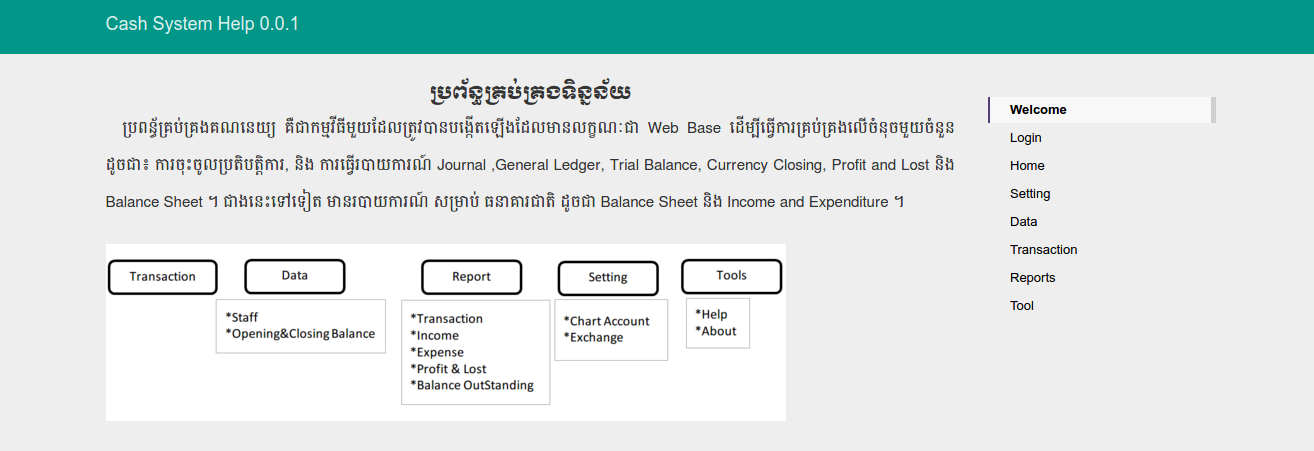 Cash System Help 0.0.1
ប្រព័ន្ធគ្រប់គ្រងទិន្នន័យ
ប្រពន្ធ័គ្រប់គ្រងគណនេយ្យ គឺជាកម្មវីធីមួយដែលត្រូវបានបង្កើតឡើងដែលមានលក្ខណៈជា Web Base ដើម្បីធ្វើការគ្រប់គ្រងលើចំនុចមួយចំនួន
ដូចជា៖ ការចុះចូលប្រតិបត្តិការ, និង ការធ្វើរបាយការណ៍ Journal ,General Ledger, Trial Balance, Currency Closing, Profit and Lost និង
Balance Sheet ។ ជាងនេះទៅទៀត មានរបាយការណ៍ សម្រាប់ ធនាគារជាតិ ដូចជា Balance Sheet និង Income and Expenditure ។
Transaction
Data
*Staff
*Opening&Closing Balance
Report
*Transaction
*Income
*Expense
*Profit & Lost
*Balance OutStanding
Setting
*Chart Account
*Exchange
Tools
*Help
*About
Welcome
Login
Home
Setting
Data
Transaction
Reports
Tool